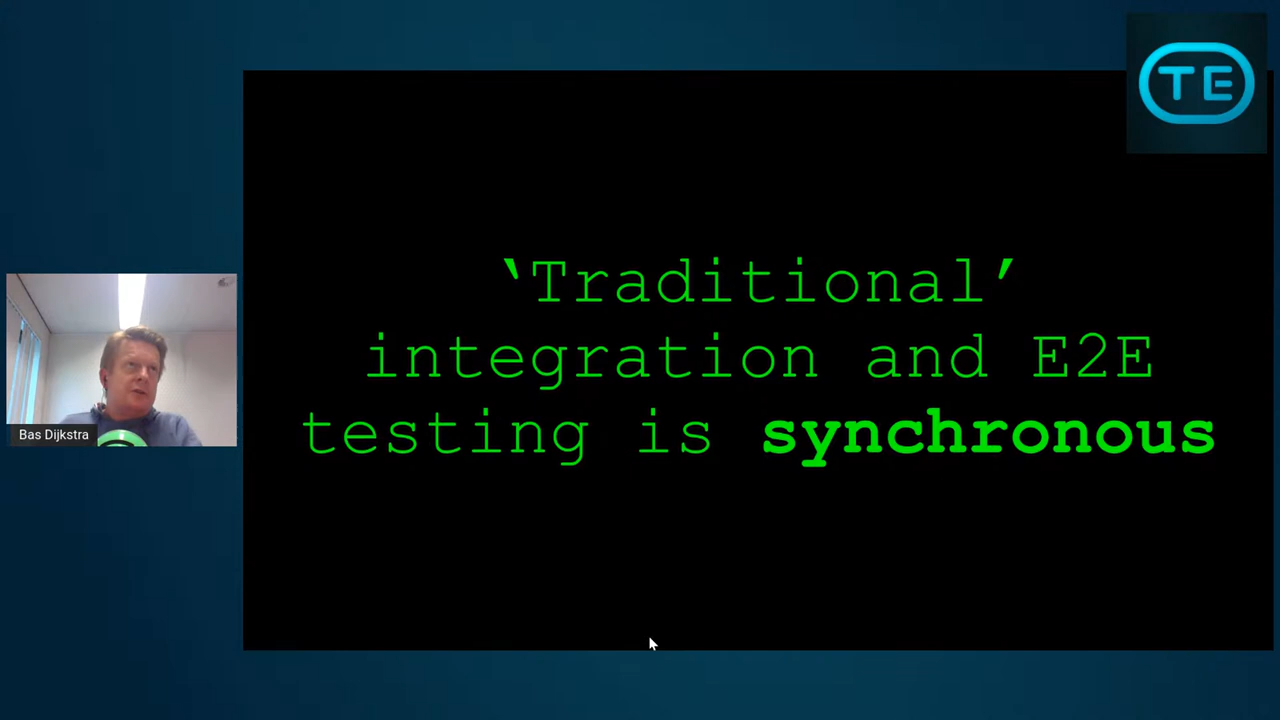 TE
‘Traditional’
integration and E2E
testing is synchronous
Bas Dijkstra